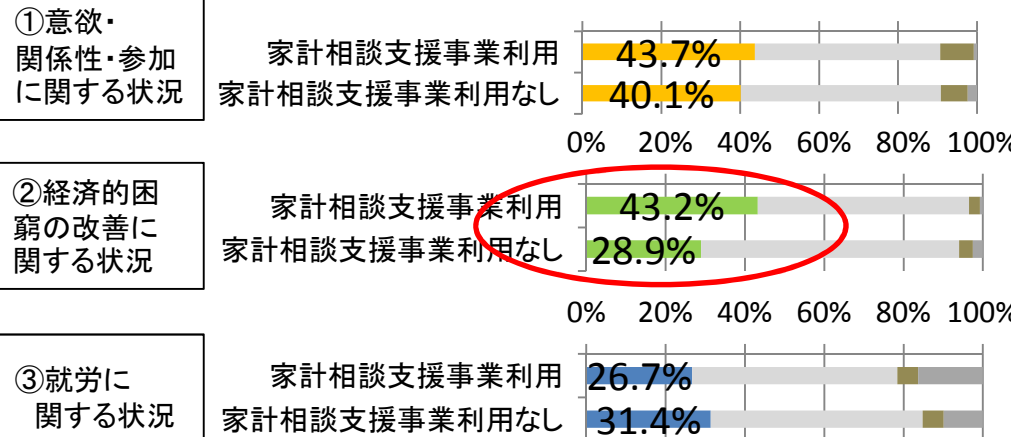 ①意欲・
関係性・参加
に関する状況
家計相談支援事業利用
43.7%
家計相談支援事業利用なし
40.1%
0% 20% 40% 60% 80% 100%
②経済的困
窮の改善に
関する状況
家計相談支援事業利用
43.2%
家計相談支援事業利用なし
28.9%
0% 20% 40% 60% 80% 100%
③就労に
関する状況
家計相談支援事業利用
26.7%
家計相談支援事業利用なし
31.4%